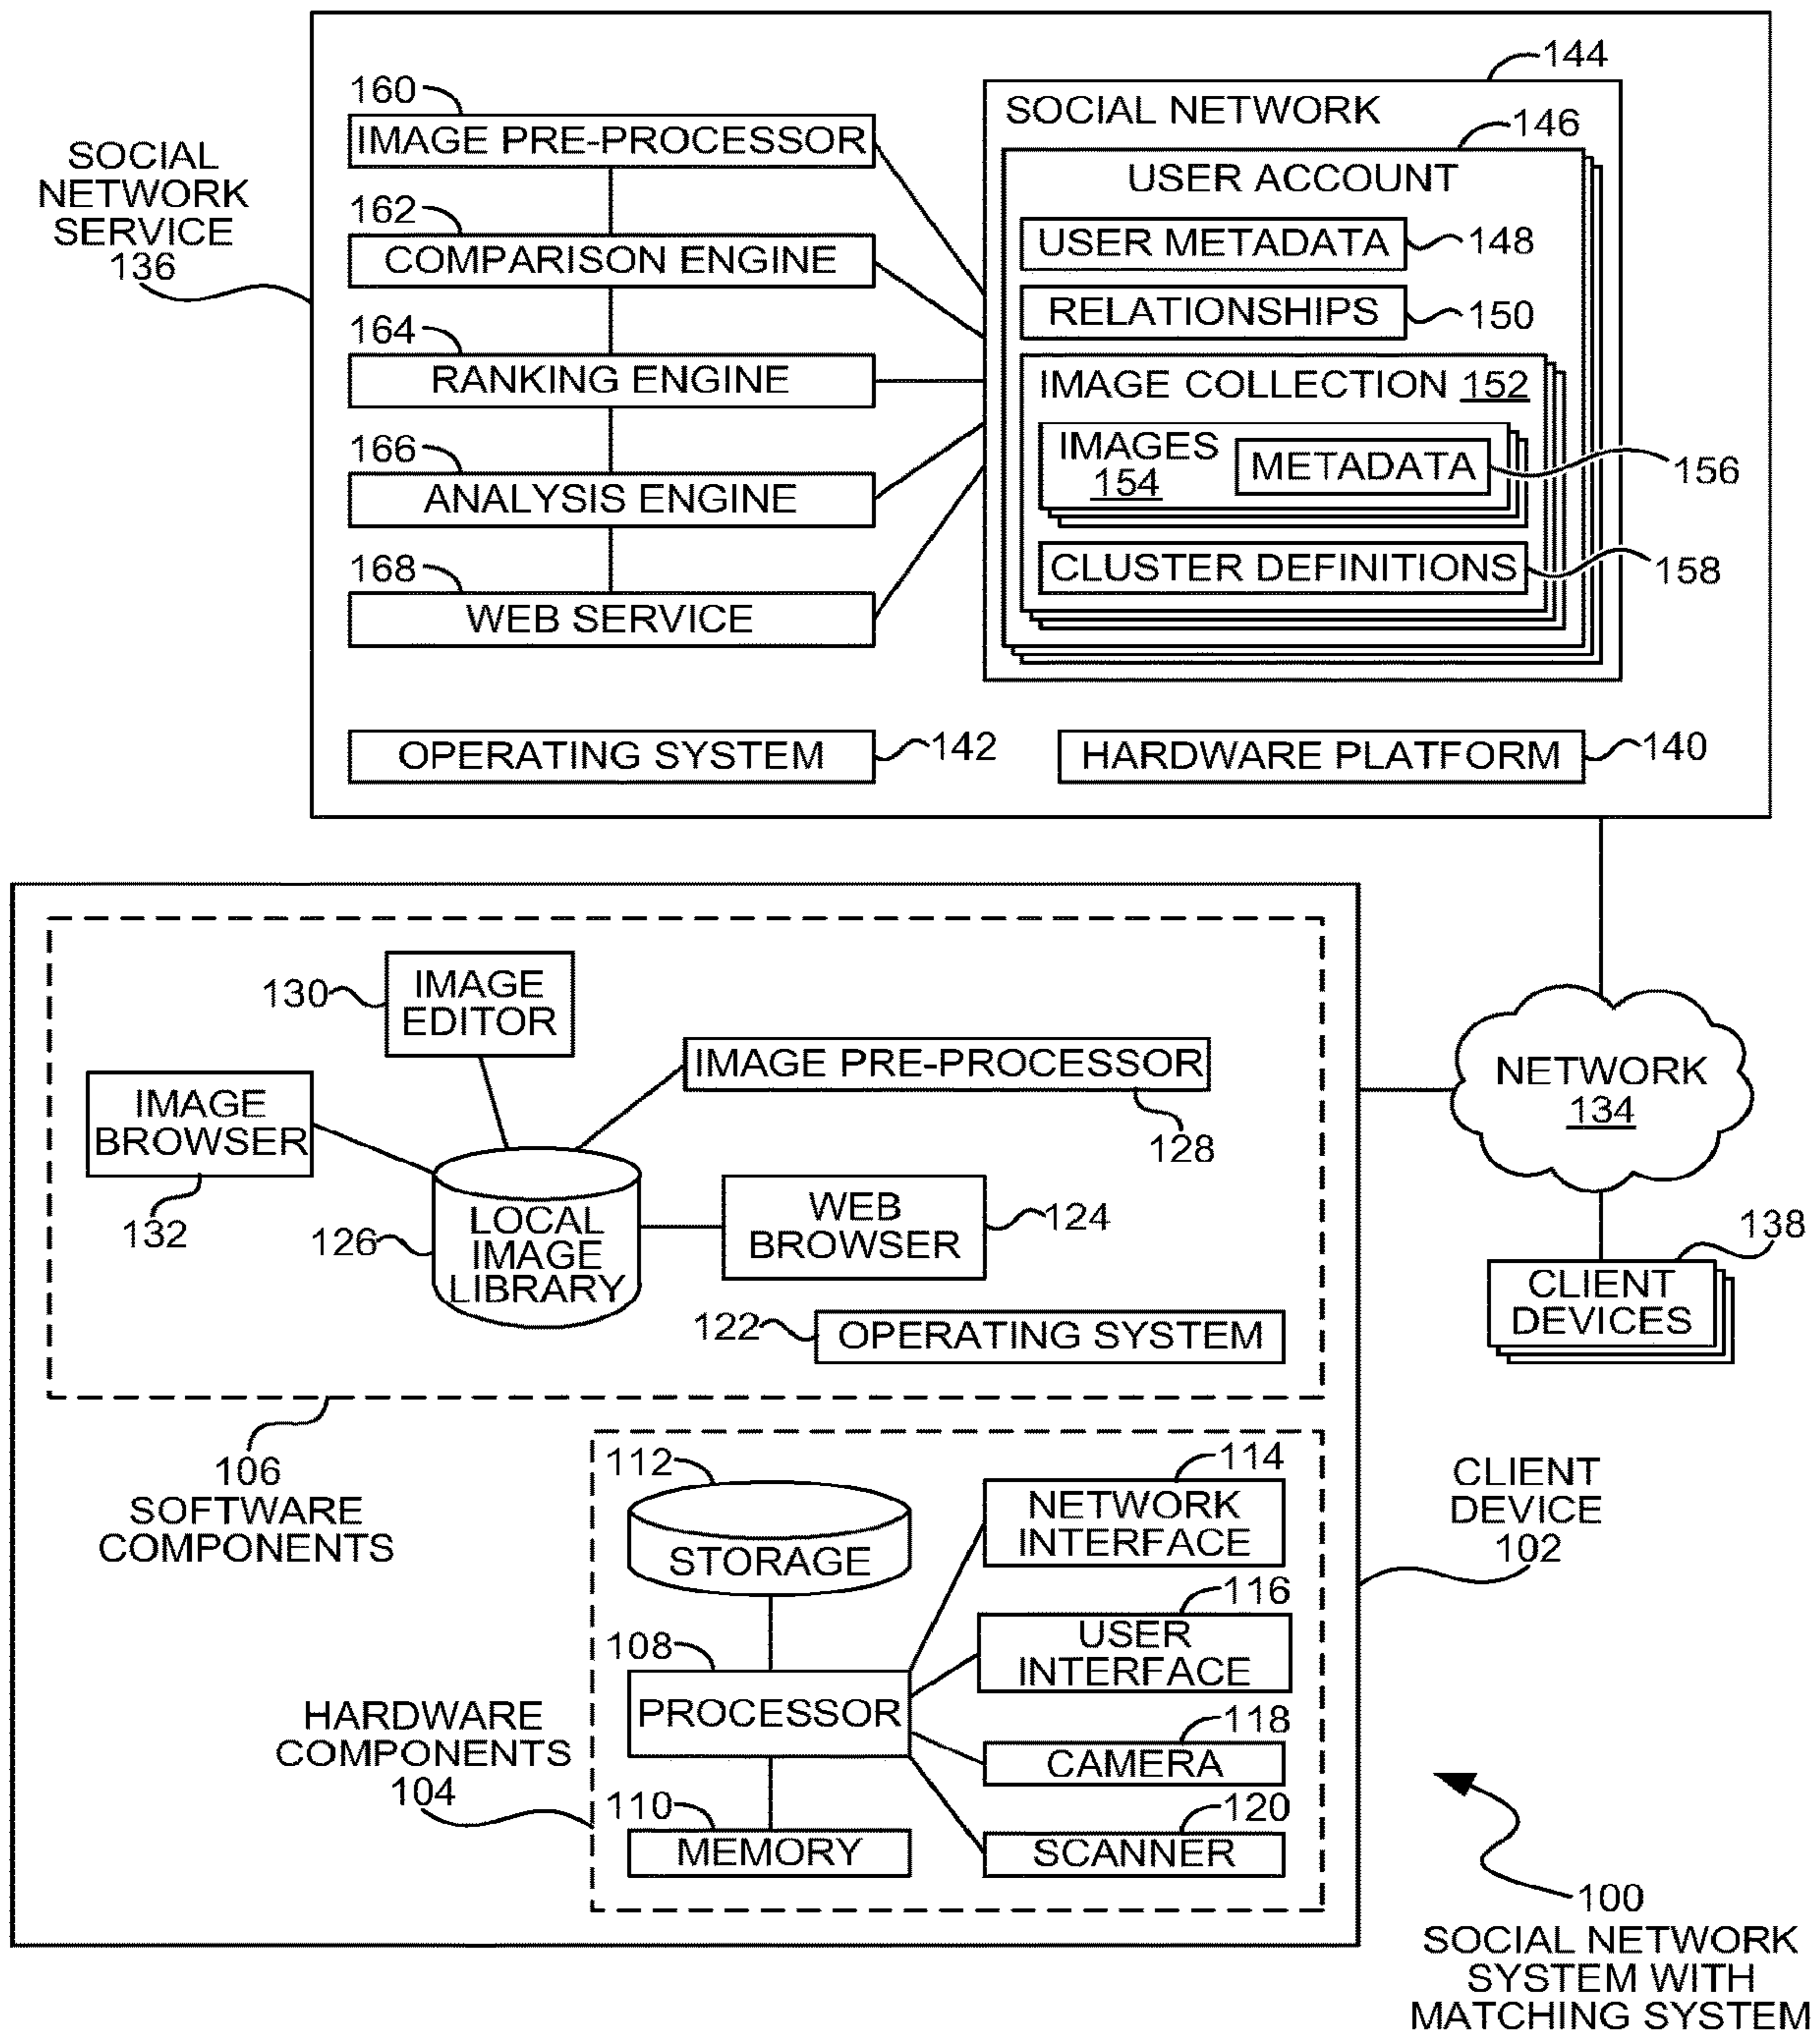 144
160
SOCIAL NETWORK
146
IMAGE PRE-PROCESSOR
SOCIAL
NETWORK
SERVICE
136
USER ACCOUNT
162
USER METADATA
148
COMPARISON ENGINE
RELATIONSHIPS
150
164
RANKING ENGINE
IMAGE COLLECTION 152
166
IMAGES
154
METADATA
156
ANALYSIS ENGINE
168
CLUSTER DEFINITIONS
158
WEB SERVICE
OPERATING SYSTEM
142
HARDWARE PLATFORM
140
130
IMAGE
EDITOR
IMAGE PRE-PROCESSOR
128
NETWORK
134
IMAGE
BROWSER
132
126
LOCAL
IMAGE
LIBRARY
WEB
BROWSER
124
138
CLIENT
DEVICES
122
OPERATING SYSTEM
106
SOFTWARE
COMPONENTS
112
STORAGE
114
NETWORK
INTERFACE
CLIENT
DEVICE
102
116
USER
INTERFACE
108
PROCESSOR
HARDWARE
COMPONENTS
104
118
CAMERA
110
MEMORY
120
SCANNER
100
SOCIAL NETWORK
SYSTEM WITH
MATCHING SYSTEM